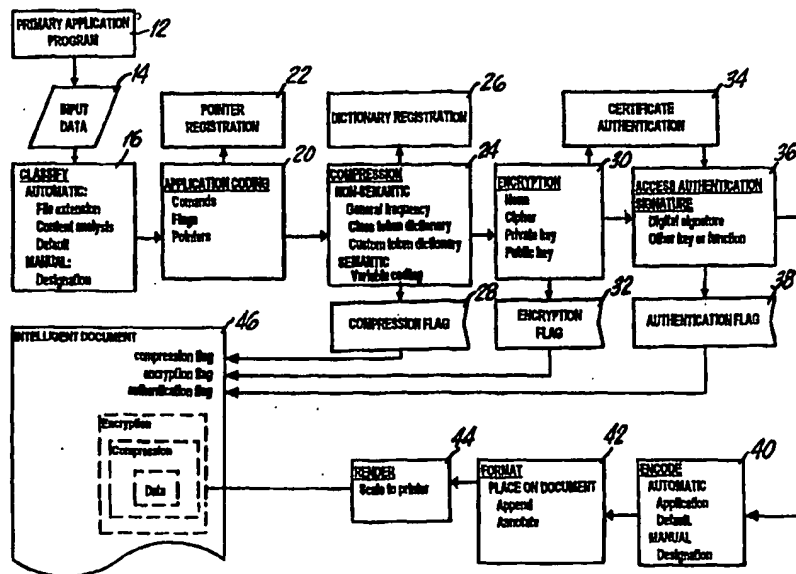 PRIMARY APPLICATION
PROGRAM
12
14
INPUT
DATA
22
POINTER
REGISTRATION
26
DICTIONARY REGISTRATION
34
CERTIFICATE
AUTHENTICATION
16
CLASSIFY
AUTOMATIC:
File extension
Content analysis
Default
MANUAL:
Designation
20
APPLICATION CODING
Comands
Flags
Pointers
24
COMPRESSION
NON-SEMANTIC
General frequency
Class token dictionary
Custom token dictionary
SEMANTIC
Variable coding
30
ENCRYPTION
None
Cipher
Private key
Public key
36
ACCESS AUTHENTICATION
SIGNATURE
Digital signature
Other key or function
28
COMPRESSION FLAG
32
ENCRYPTION
FLAG
38
AUTHENTICATION FLAG
46
INTELLIGENT DOCUMENT
compression flag
encryption flag
authentication flag
Encryption
Compression
Data
44
RENDER
Scale to printer
42
FORMAT
PLACE ON DOCUMENT
Append
Annotate
40
ENCODE
AUTOMATIC
Application
Default
MANUAL
Designation